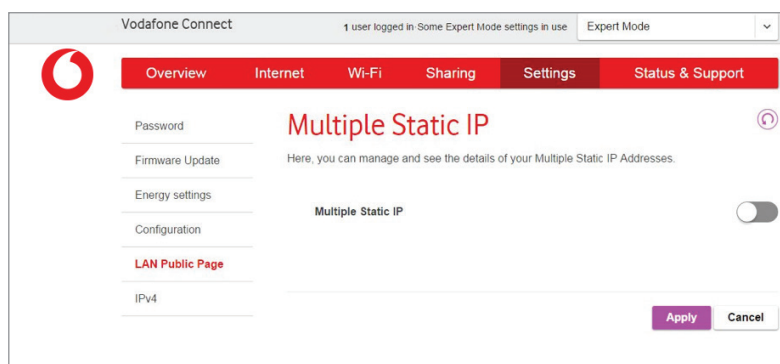 Vodafone Connect
1 user logged in-Some Expert Mode settings in use
Expert Mode
Overview Internet Wi-Fi Sharing Settings Status & Support
Password
Firmware Update
Energy settings
Configuration
LAN Public Page
IPv4
Multiple Static IP
Here, you can manage and see the details of your Multiple Static IP Addresses.
Multiple Static IP
Apply Cancel